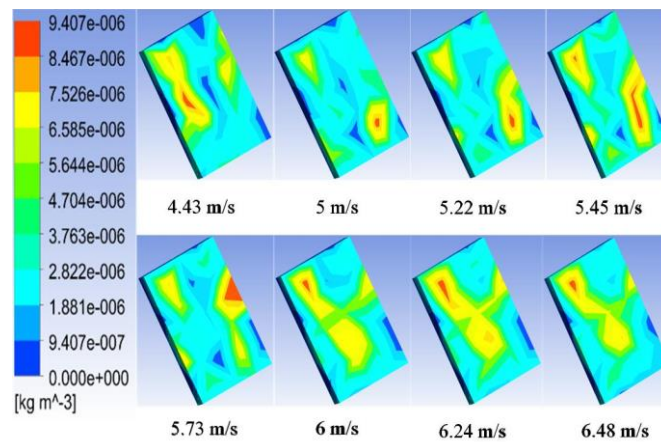 9.407e-006
8.467e-006
7.526e-006
6.585e-006
5.644e-006
4.704e-006
3.763e-006
2.822e-006
1.881e-006
9.407e-007
0.000e+000
[kg m^-3]
4.43 m/s
5 m/s
5.22 m/s
5.45 m/s
5.73 m/s
6 m/s
6.24 m/s
6.48 m/s